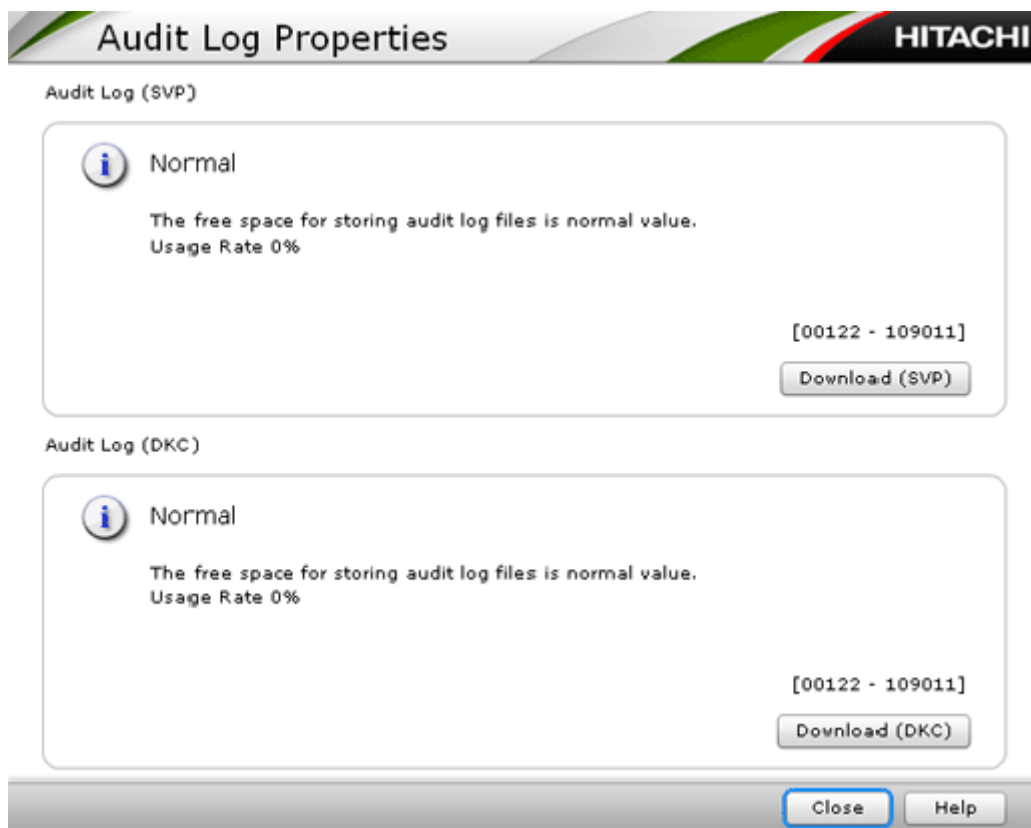 Audit Log Properties
HITACHI
Audit Log (SVP)
Normal
The free space for storing audit log files is normal value.
Usage Rate 0%
[00122 - 109011]
Download (SVP)
Audit Log (DKC)
Normal
The free space for storing audit log files is normal value.
Usage Rate 0%
[00122 - 109011]
Download (DKC)
Close Help